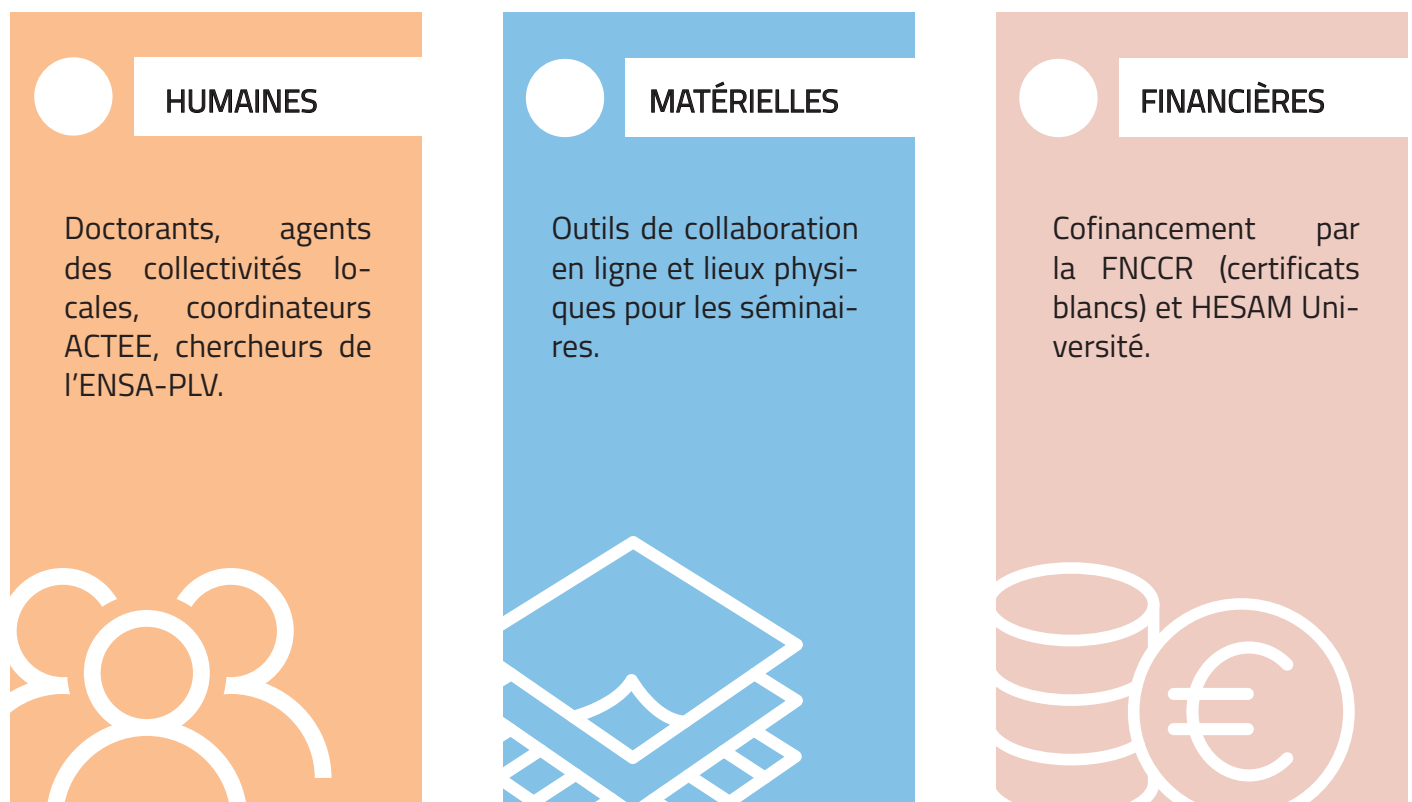 HUMAINES
Doctorants, agents
des collectivités lo-
cales, coordinateurs
ACTEE, chercheurs de
l'ENSA-PLV.
MATÉRIELLES
Outils de collaboration
en ligne et lieux physi-
ques pour les séminai-
res.
FINANCIÈRES
Cofinancement par
la FNCCR (certificats
blancs) et HESAM Uni-
versité.